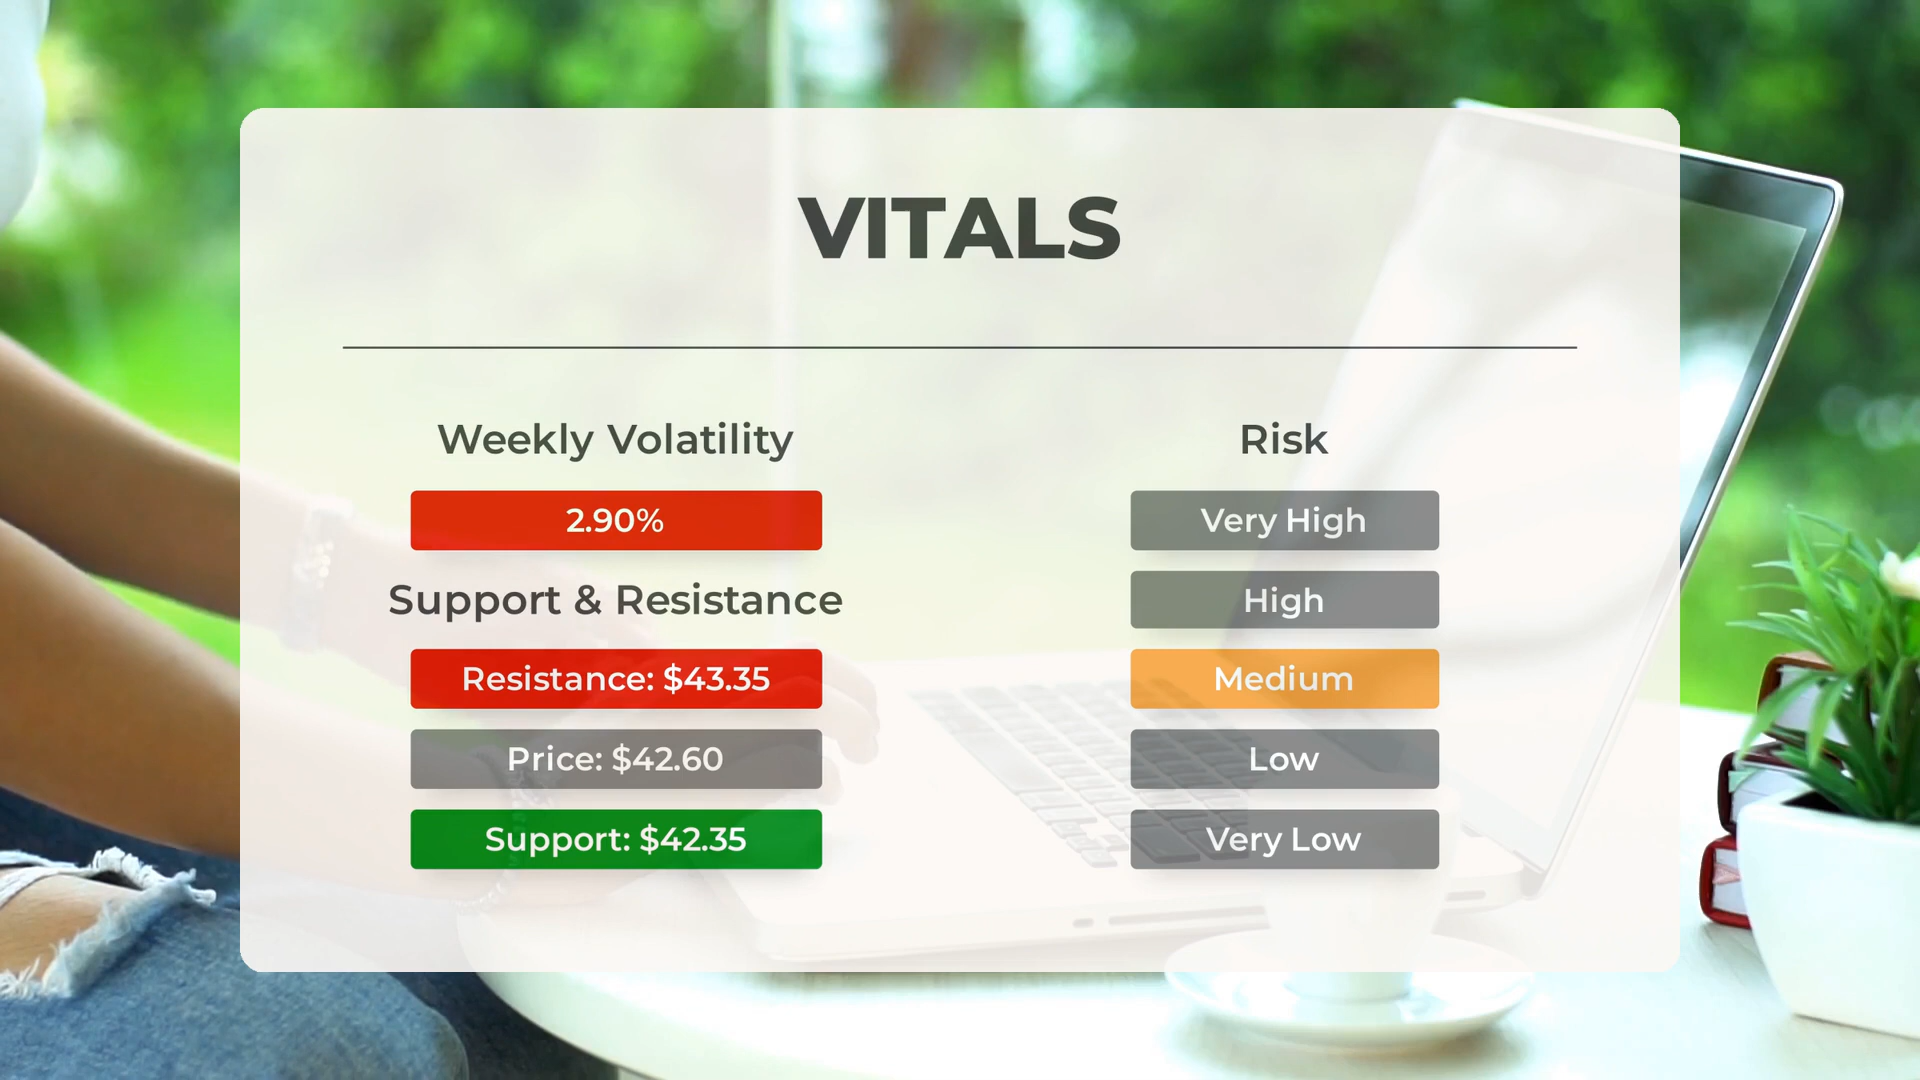 VITALS
Weekly Volatility
2.90%
Support & Resistance
Resistance: $43.35
Price: $42.60
Support: $42.35
Risk
Very High
High
Medium
Low
Very Low